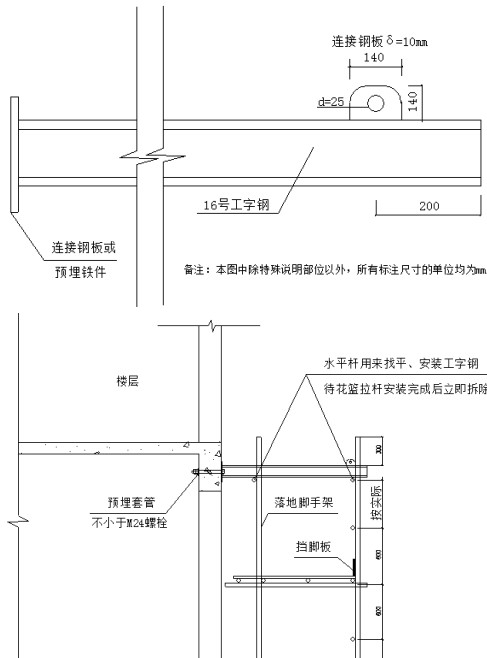 连接钢板δ=10mm
140
d=25
140
16号工字钢
200
连接钢板或
预埋铁件
备注：本图中除特殊说明部位以外，所有标注尺寸的单位均为mm
水平杆用来找平、安装工字钢
待花篮拉杆安装完成后立即拆除
楼层
300
预埋套管
不小于M24螺栓
落地脚手架
按实际
挡脚板
600
600